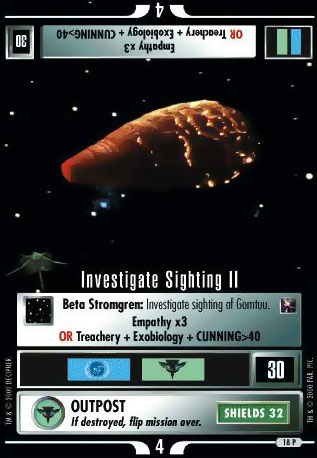 4
30
Empathy x3
OR Treachery + Exobiology + CUNNING>40
Investigate Sighting II
Beta Stromgren: Investigate sighting of Gomtuu.
Empathy x3
OR Treachery + Exobiology + CUNNING>40
30
OUTPOST
If destroyed, flip mission over.
SHIELDS 32
TM & © 2000 DECIPHER.
TM & © 2000 PAR. PIC.
4
18 P